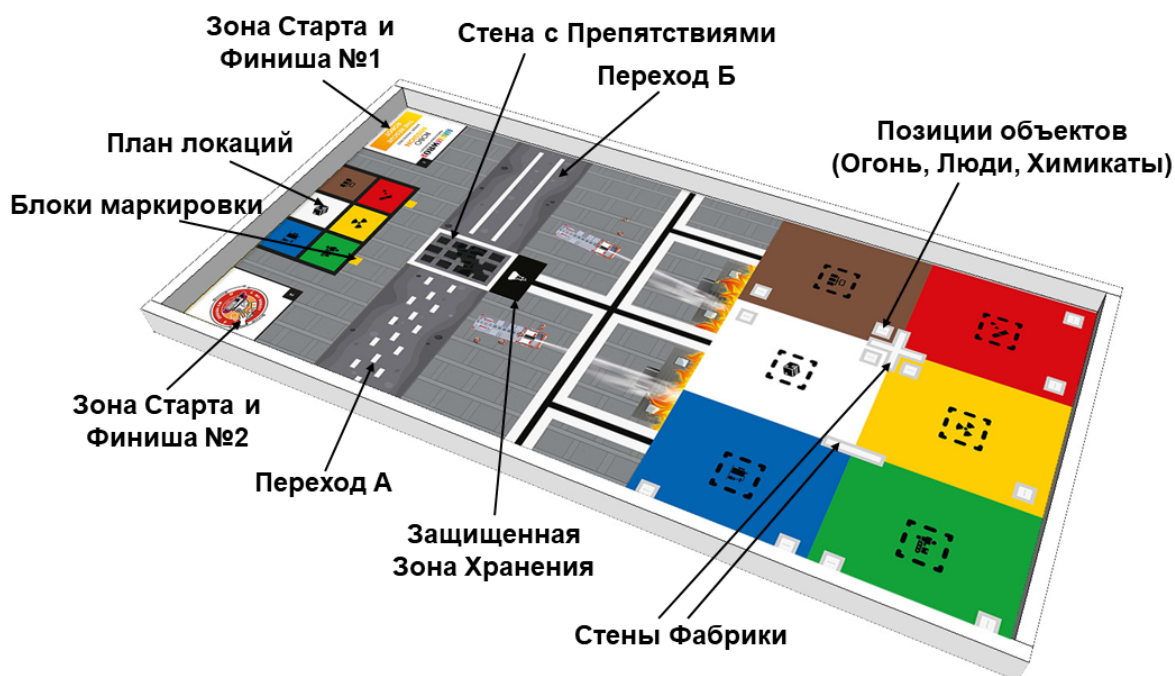 Зона Старта и
Финиша №1
Стена с Препятствиями
Переход Б
План локаций
Позиции объектов
(Огонь, Люди, Химикаты)
Блоки маркировки
Зона Старта и
Финиша №2
Переход А
Защищенная
Зона Хранения
Стены Фабрики